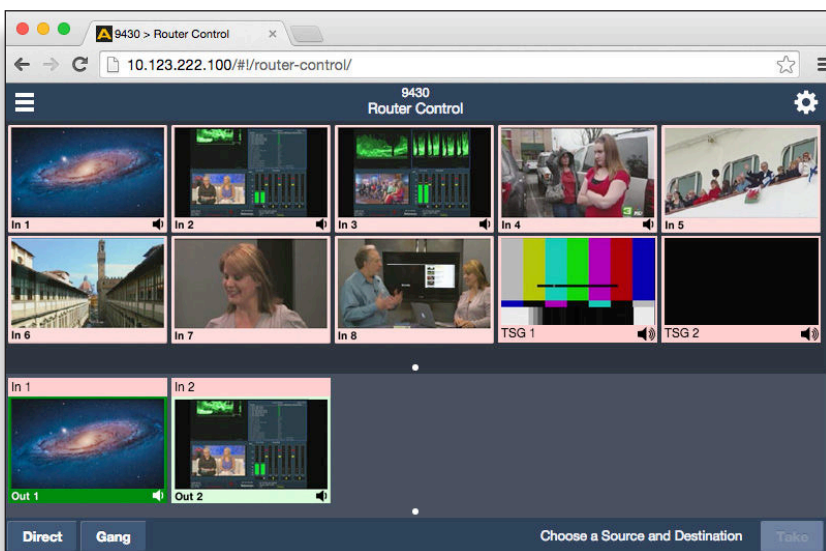 9430 > Router Control
10.123.222.100/#!/router-control/
9430
Router Control
In 1
In 2
In 3
In 4
In 5
In 6
In 7
In 8
TSG 1
TSG 2
In 1
In 2
Out 1
Out 2
Direct
Gang
Choose a Source and Destination
Take